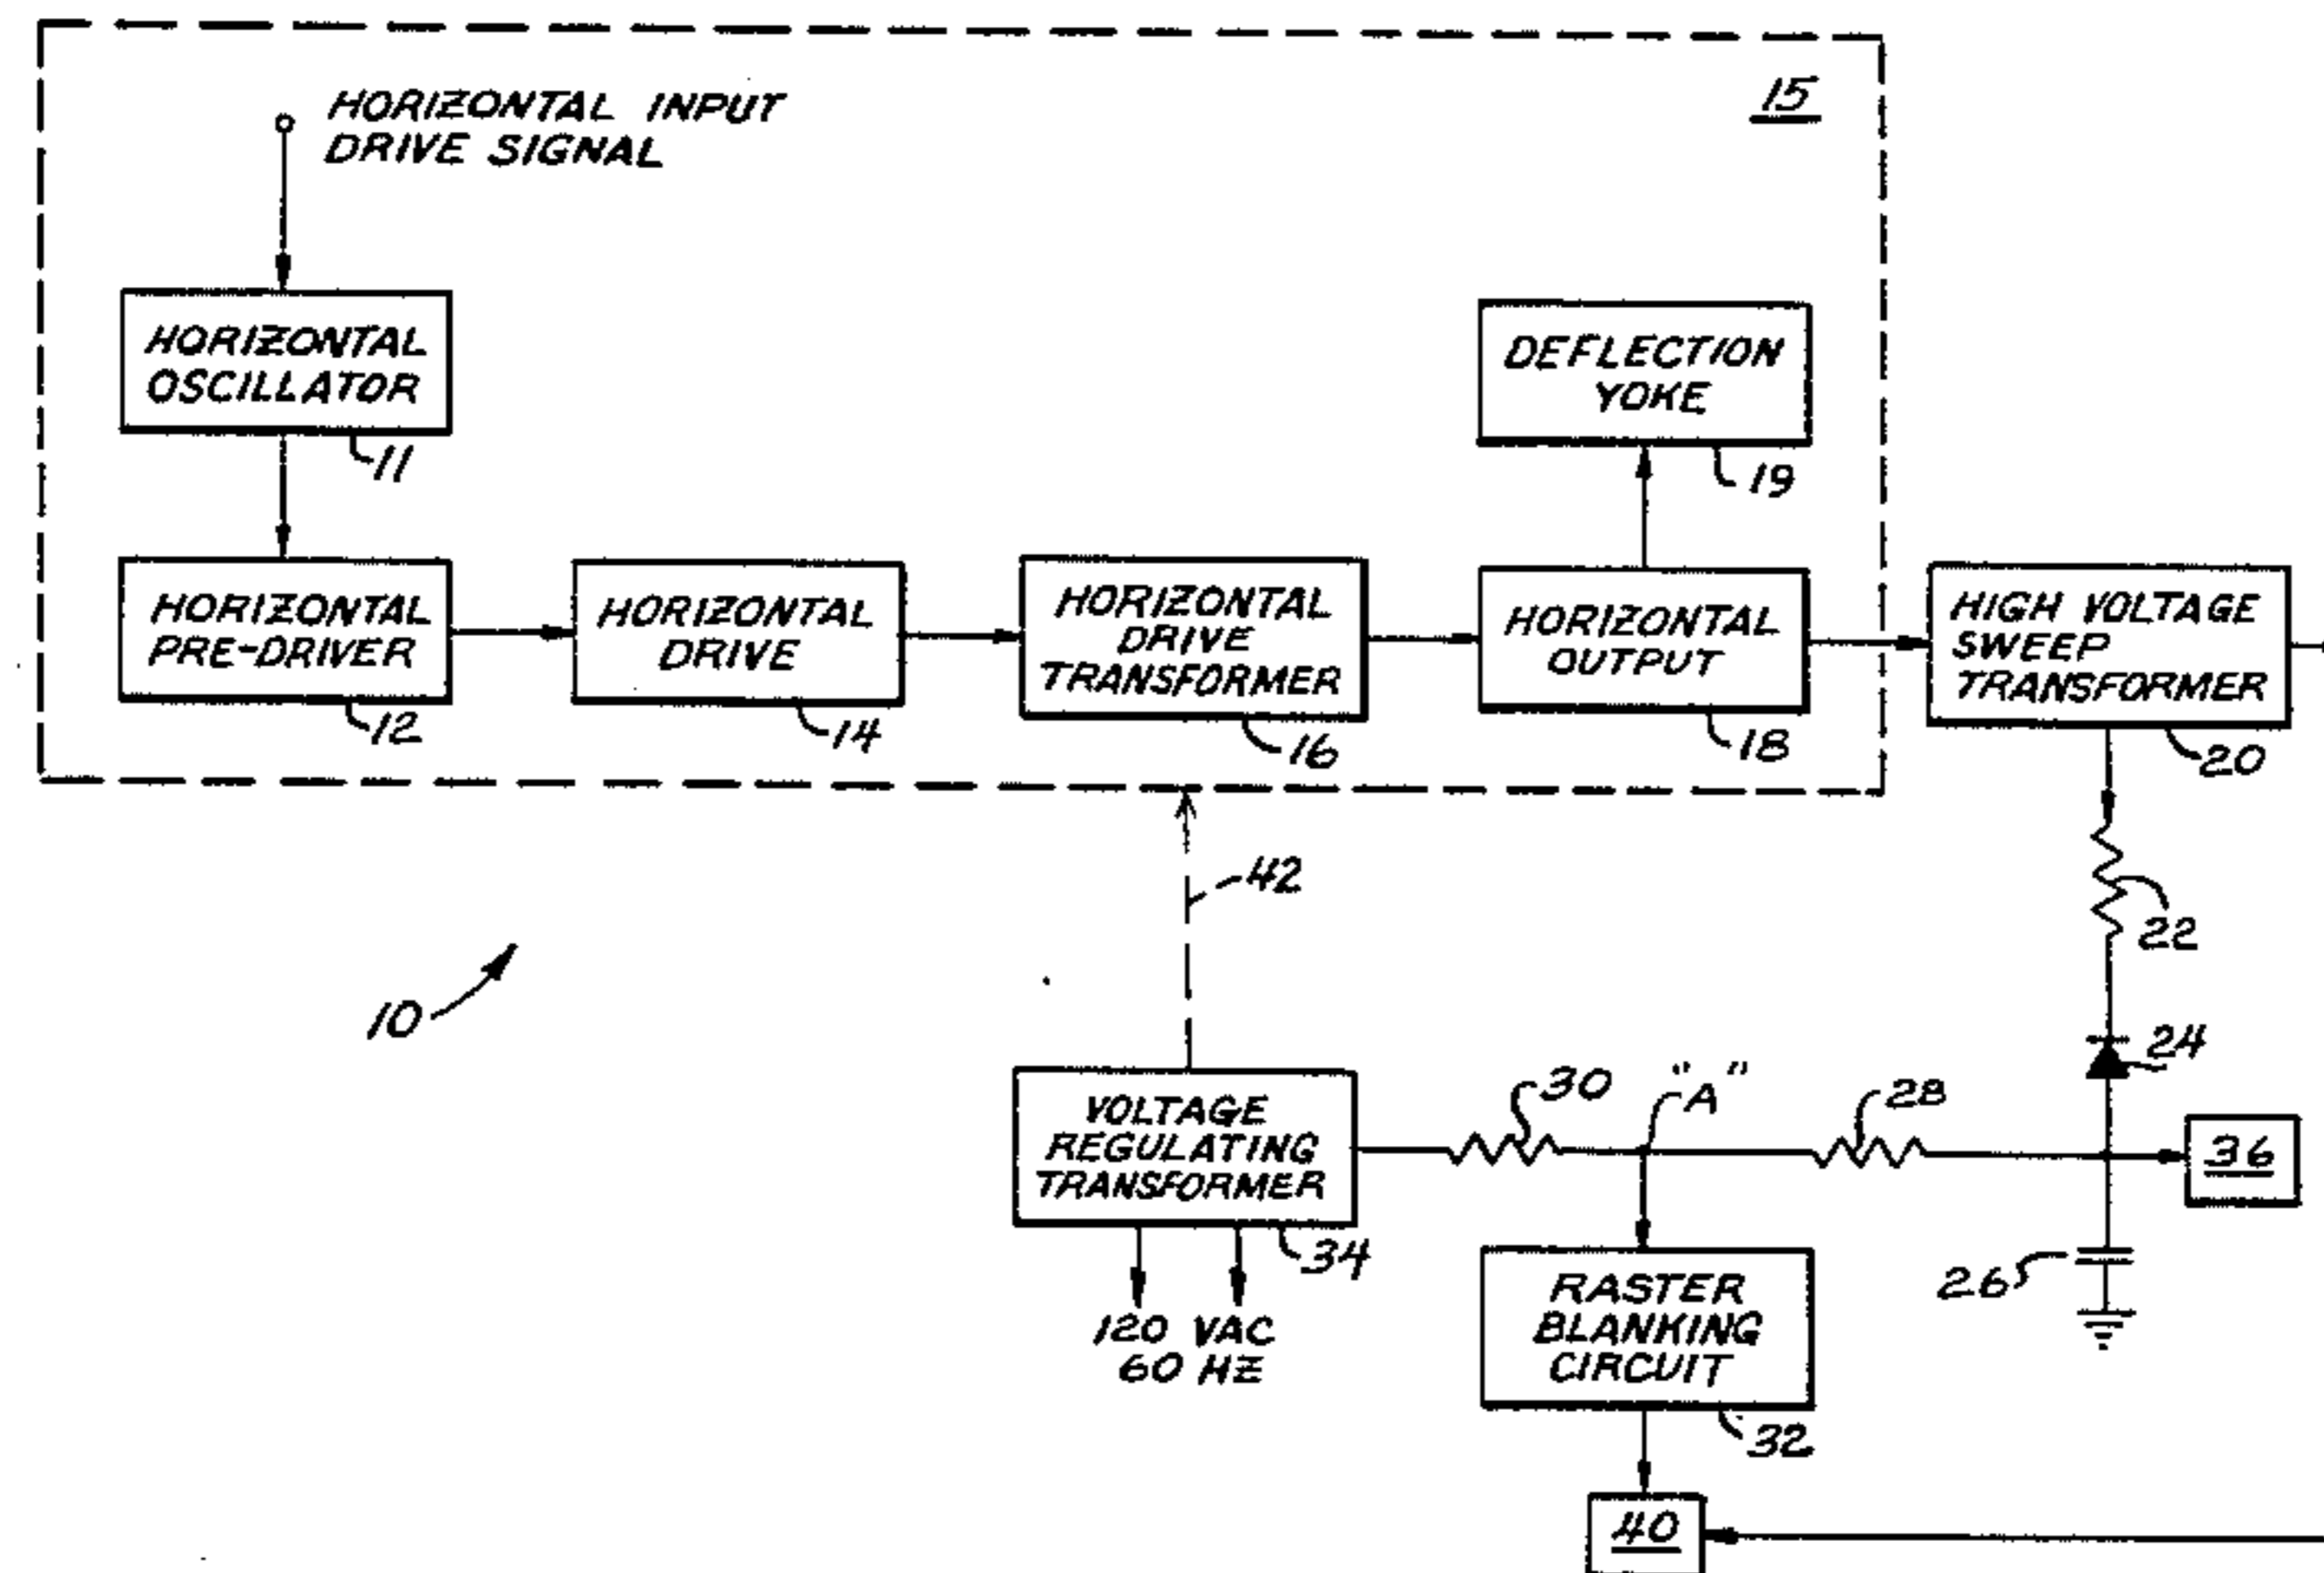 15
HORIZONTAL INPUT
DRIVE SIGNAL
HORIZONTAL
OSCILLATOR
11
DEFLECTION
YOKE
19
HORIZONTAL
PRE-DRIVER
12
HORIZONTAL
DRIVE
14
HORIZONTAL
DRIVE
TRANSFORMER
16
HORIZONTAL
OUTPUT
18
HIGH VOLTAGE
SWEEP
TRANSFORMER
20
42
22
10
24
VOLTAGE
REGULATING
TRANSFORMER
34
30
"A"
28
36
120 VAC
60 HZ
RASTER
BLANKING
CIRCUIT
32
26
40